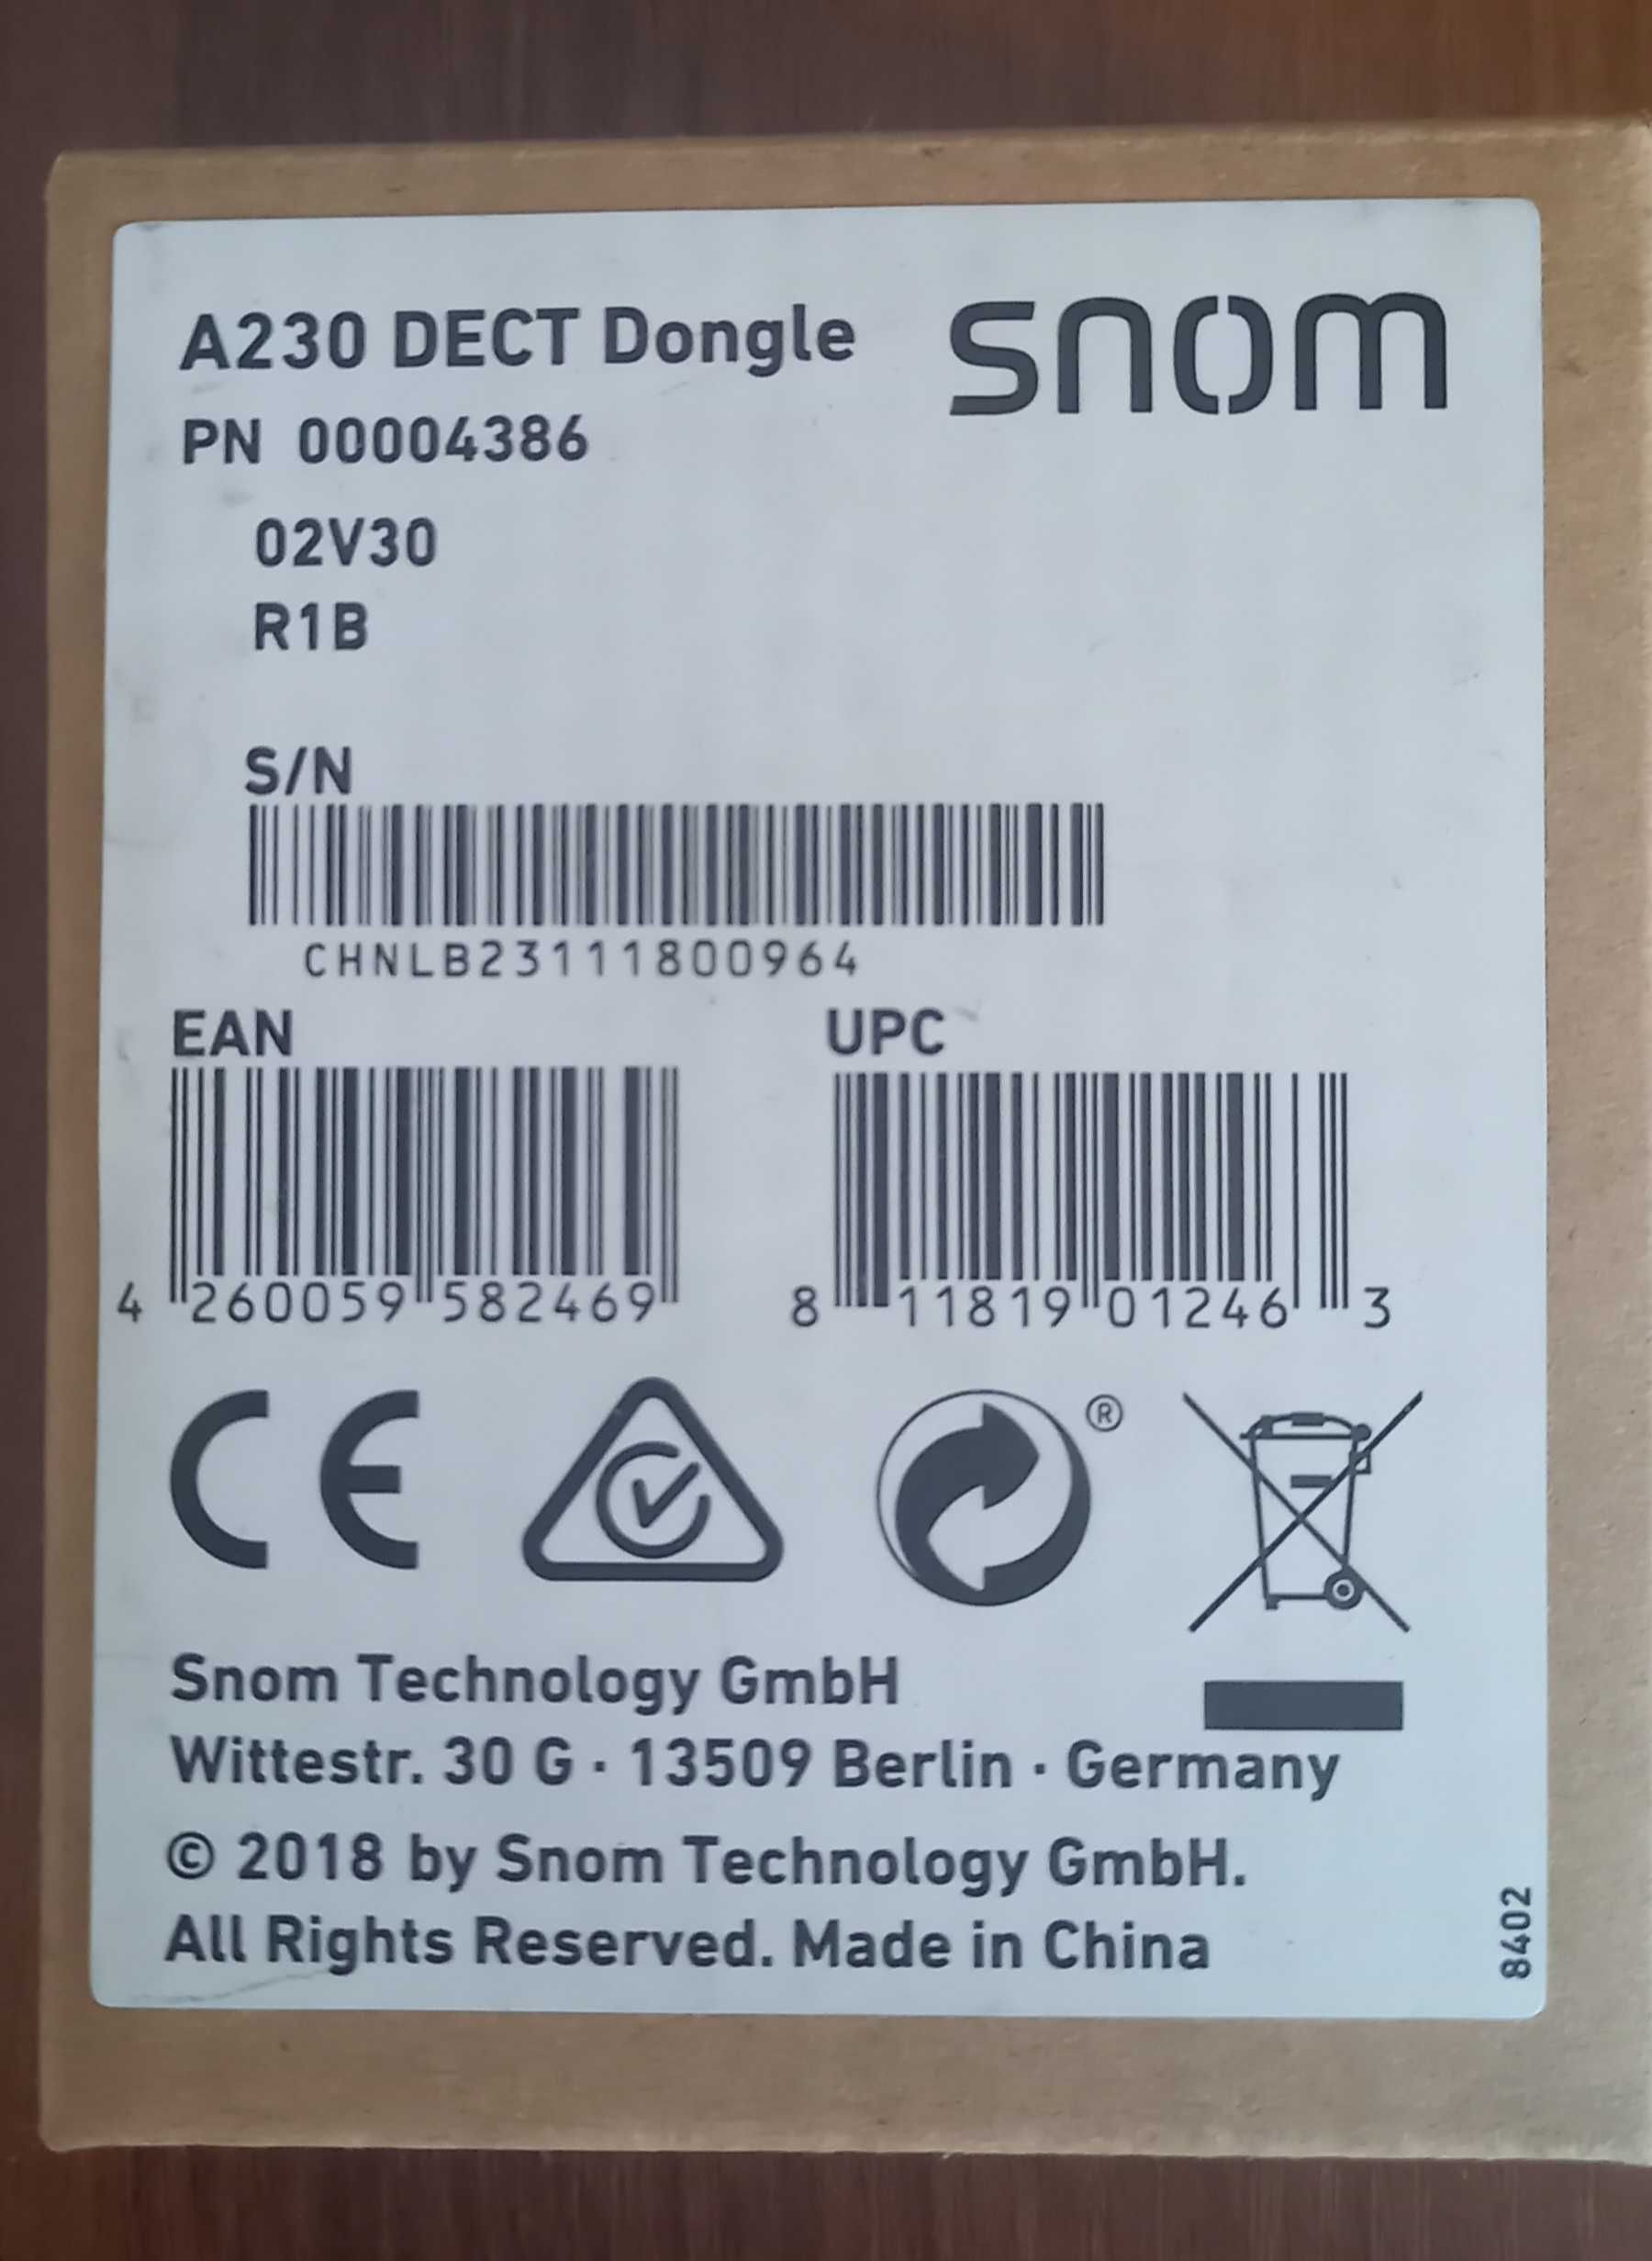 A230 DECT Dongle
snom
PN 00004386
02V30
R1B
S/N
CHNLB23111800964
EAN
UPC
4 260059 582469
8 11819 01246 3
CE
®
Snom Technology GmbH
Wittestr. 30 G · 13509 Berlin · Germany
© 2018 by Snom Technology GmbH.
All Rights Reserved. Made in China
8402